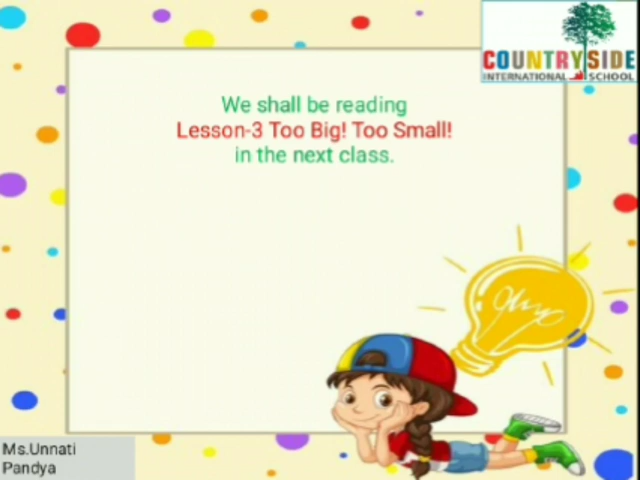 COUNTRYSIDE
INTERNATIONAL SCHOOL
We shall be reading
Lesson-3 Too Big! Too Small!
in the next class.
Ms.Unnati
Pandya